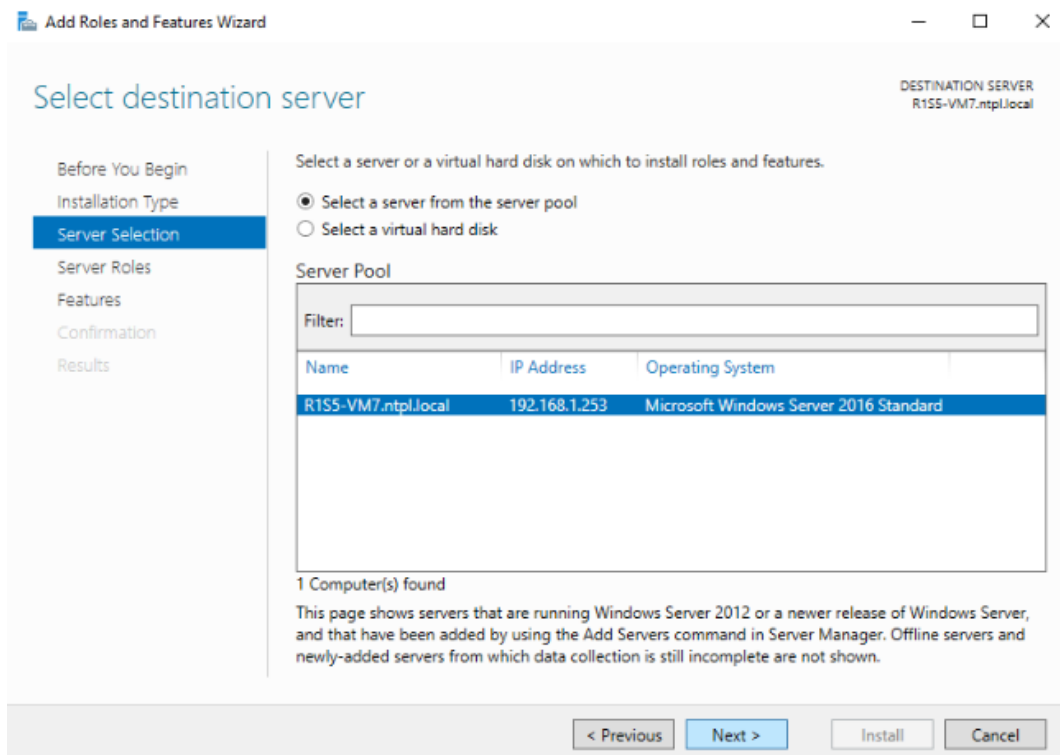 Add Roles and Features Wizard
Select destination server
DESTINATION SERVER
R1S5-VM7.ntpl.local
Before You Begin
Installation Type
Server Selection
Server Roles
Features
Confirmation
Results
Select a server or a virtual hard disk on which to install roles and features.
Select a server from the server pool
Select a virtual hard disk
Server Pool
Filter:
Name IP Address Operating System
R1S5-VM7.ntpl.local 192.168.1.253 Microsoft Windows Server 2016 Standard
1 Computer(s) found
This page shows servers that are running Windows Server 2012 or a newer release of Windows Server,
and that have been added by using the Add Servers command in Server Manager. Offline servers and
newly-added servers from which data collection is still incomplete are not shown.
< Previous Next > Install Cancel